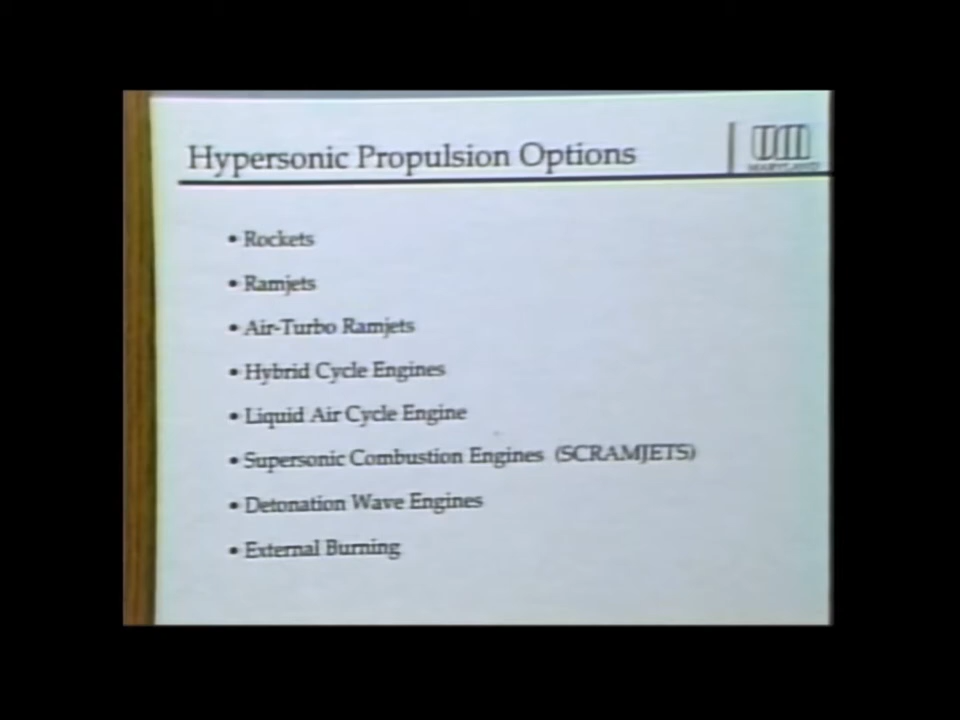 Hypersonic Propulsion Options
MARYLAND
• Rockets
• Ramjets
• Air-Turbo Ramjets
• Hybrid Cycle Engines
• Liquid Air Cycle Engine
• Supersonic Combustion Engines (SCRAMJETS)
• Detonation Wave Engines
• External Burning